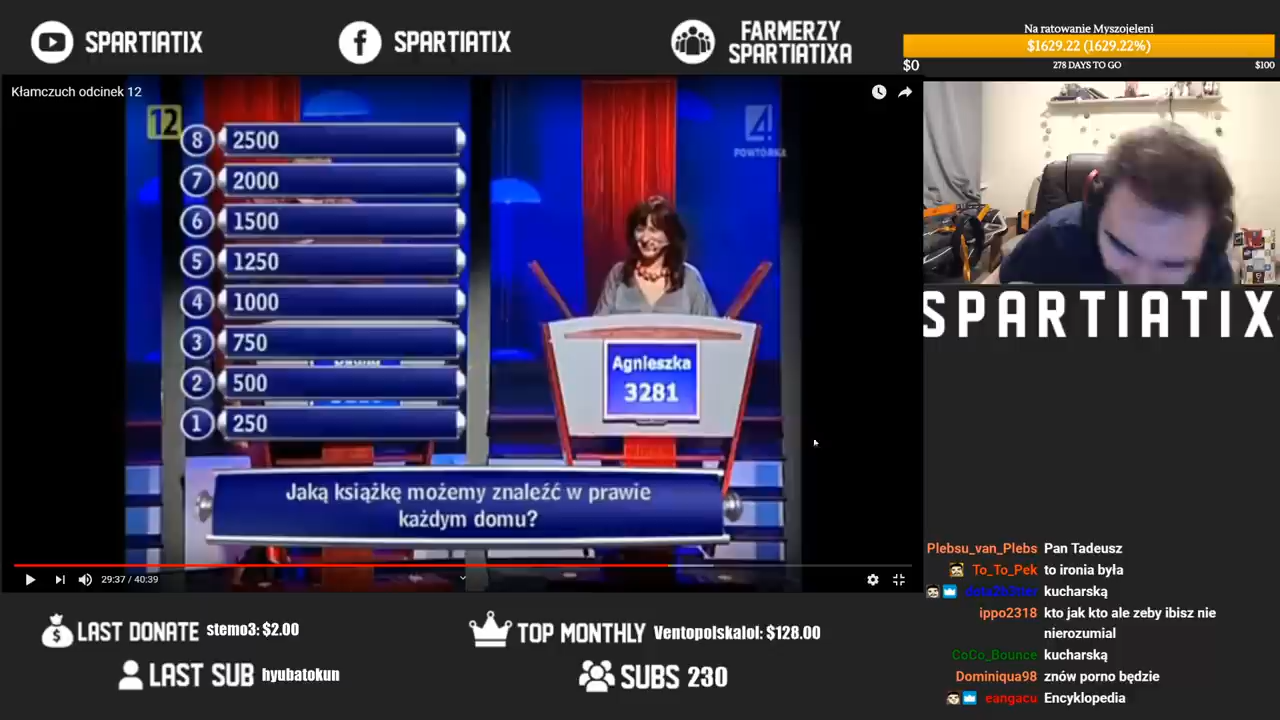 SPARTIATIX
SPARTIATIX
FARMERZY
SPARTIATIXA
Na ratowanie Myszojeleni
$1629.22 (1629.22%)
$0
278 DAYS TO GO
$100
Kłamczuch odcinek 12
12
4
POWTÓRKA
8 2500
7 2000
6 1500
5 1250
4 1000
3 750
2 500
1 250
Agnieszka
3281
Jaką książkę możemy znaleźć w prawie
każdym domu?
29:37 / 40:39
SPARTIATIX
Plebsu_van_Plebs Pan Tadeusz
To_To_Pek to ironia była
kucharską
ippo2318 kto jak kto ale zeby ibisz nie
nierozumial
CoCo_Bounce kucharską
Dominiqua98 znów porno będzie
eangacu Encyklopedia
LAST DONATE stemo3: $2.00
TOP MONTHLY Ventopolskalol: $128.00
LAST SUB hyubatokun
SUBS 230